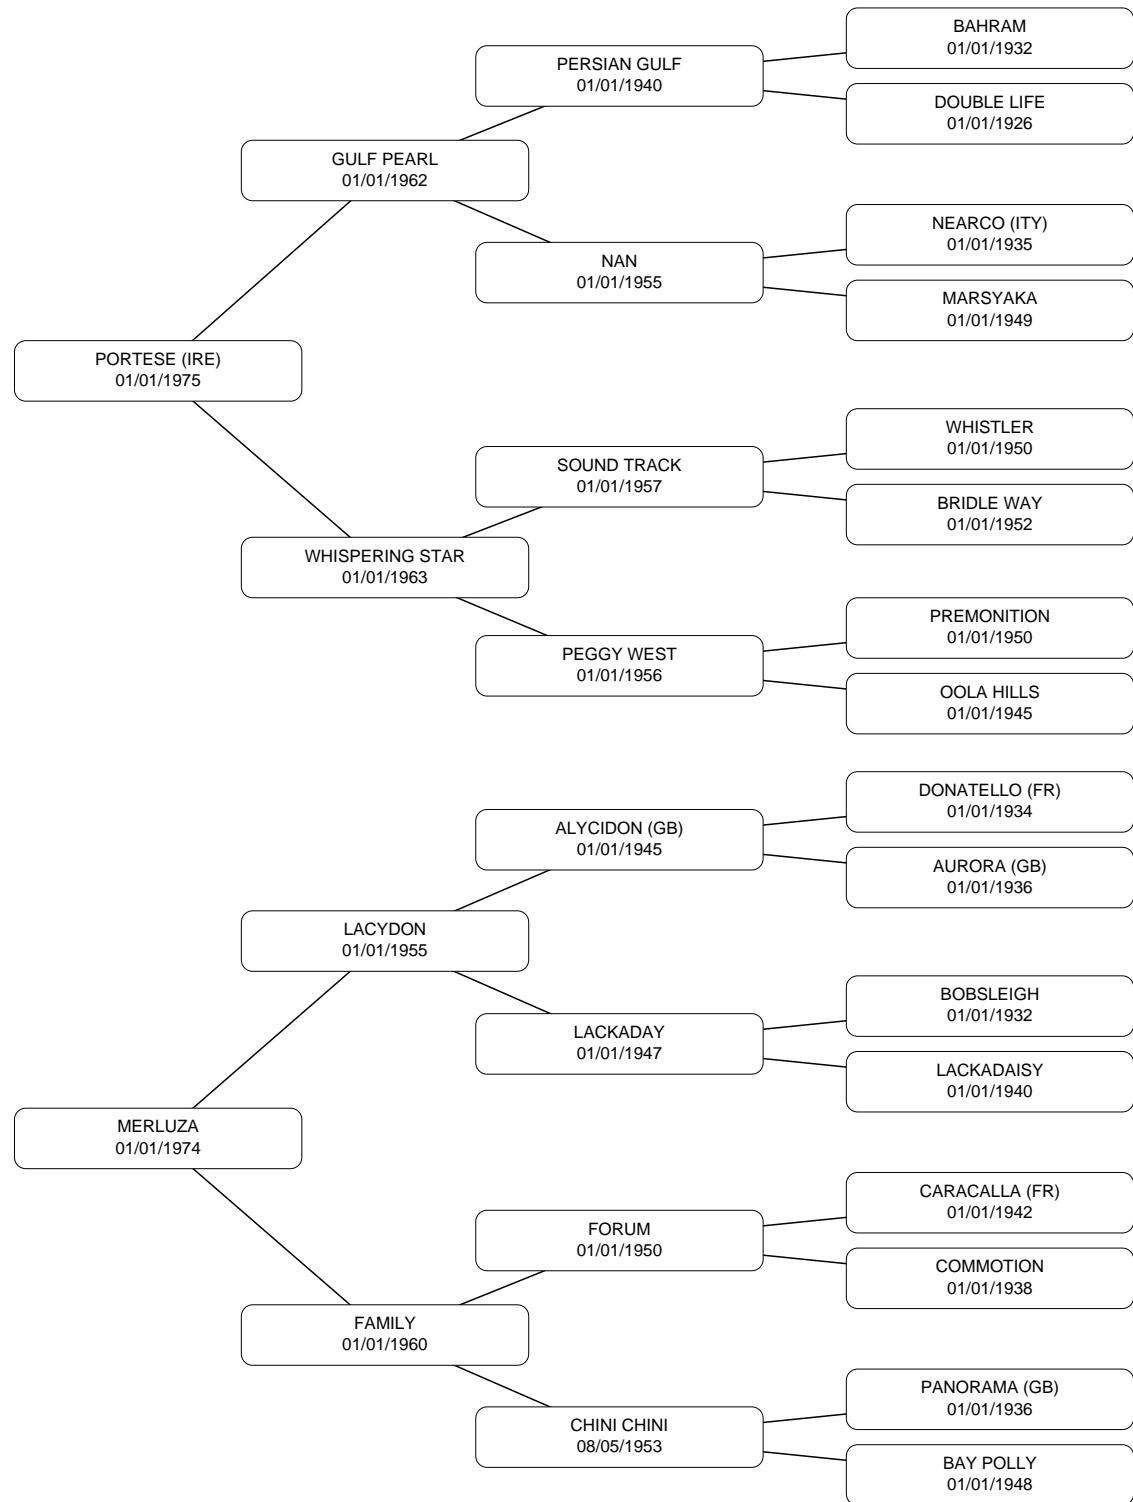 BAHRAM
01/01/1932
PERSIAN GULF
01/01/1940
DOUBLE LIFE
01/01/1926
GULF PEARL
01/01/1962
NEARCO (ITY)
01/01/1935
NAN
01/01/1955
MARSYAKA
01/01/1949
PORTESE (IRE)
01/01/1975
WHISTLER
01/01/1950
SOUND TRACK
01/01/1957
BRIDLE WAY
01/01/1952
WHISPERING STAR
01/01/1963
PREMONITION
01/01/1950
PEGGY WEST
01/01/1956
OOLA HILLS
01/01/1945
DONATELLO (FR)
01/01/1934
ALYCIDON (GB)
01/01/1945
AURORA (GB)
01/01/1936
LACYDON
01/01/1955
BOBSLEIGH
01/01/1932
LACKADAY
01/01/1947
LACKADAISY
01/01/1940
MERLUZA
01/01/1974
CARACALLA (FR)
01/01/1942
FORUM
01/01/1950
COMMOTION
01/01/1938
FAMILY
01/01/1960
PANORAMA (GB)
01/01/1936
CHINI CHINI
08/05/1953
BAY POLLY
01/01/1948